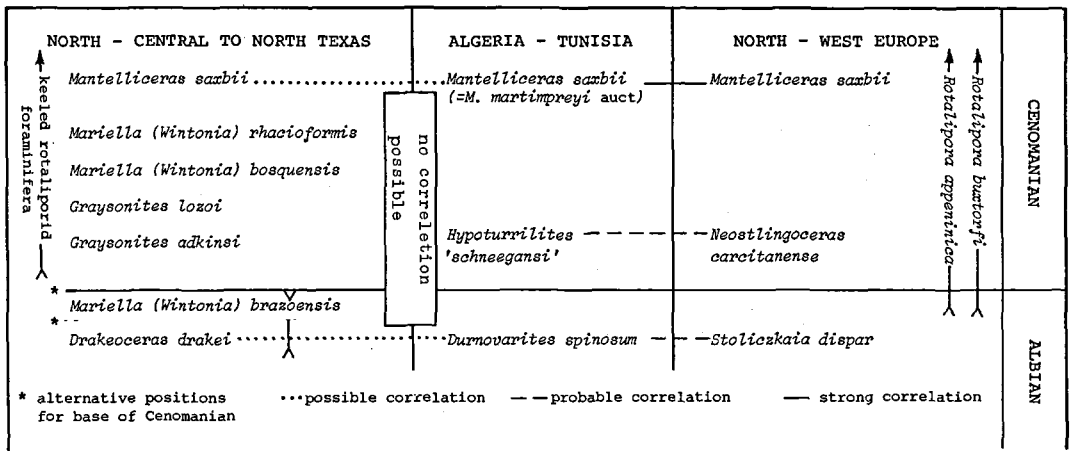 NORTH - CENTRAL TO NORTH TEXAS
ALGERIA - TUNISIA
NORTH - WEST EUROPE
keeled rotaliporid
foraminifera
Mantelliceras saxbii
Mantelliceras saxbii
(=M. martimpreyi auct)
Mantelliceras saxbii
Mariella (Wintonia) rhacioformis
Mariella (Wintonia) bosquensis
Graysonites lozoi
Graysonites adkinsi
no correletion
possible
Hypoturrilites
'schneegansi'
Neostlingoceras
carcitanense
Rotalipora appeninica
Rotalipora buxtorfi
CENOMANIAN
*
Mariella (Wintonia) brazoensis
*
Drakeoceras drakei
Durnovarites spinosum
Stoliczkaia dispar
ALBIAN
* alternative positions
for base of Cenomanian
...possible correlation
— —probable correlation
— strong correlation